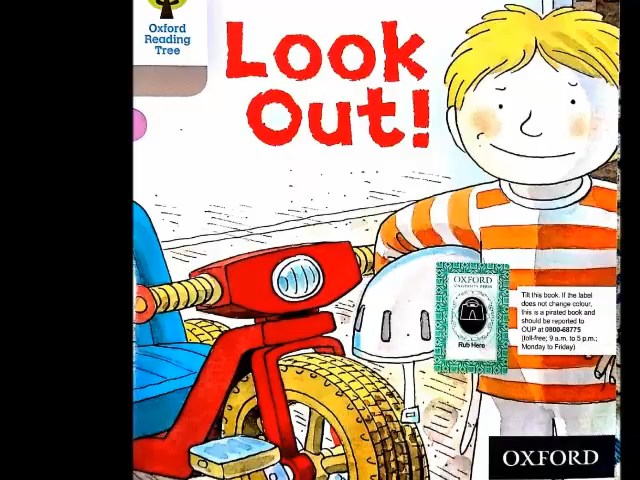 Oxford
Reading
Tree
Look
Out!
OXFORD
UNIVERSITY PRESS
Rub Here
Tilt this book. If the label
does not change colour,
this is a pirated book and
should be reported to
OUP at 0800-68775
(toll-free; 9 a.m. to 5 p.m.;
Monday to Friday)
OXFORD